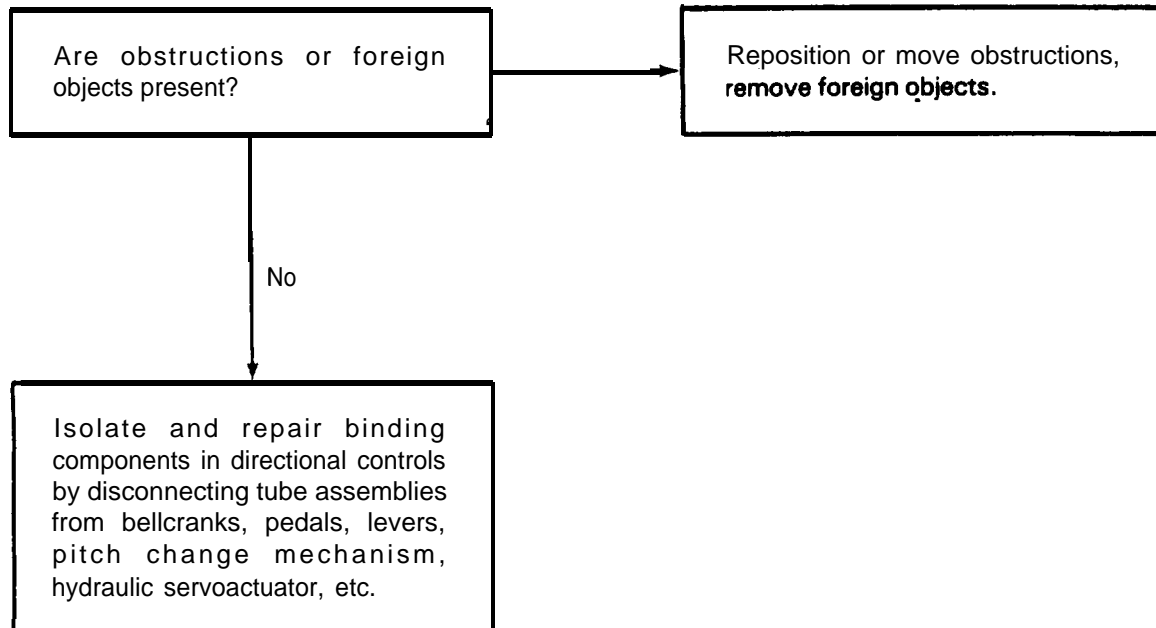 Are obstructions or foreign
objects present?
Reposition or move obstructions,
remove foreign objects.
No
Isolate and repair binding
components in directional controls
by disconnecting tube assemblies
from bellcranks, pedals, levers,
pitch change mechanism,
hydraulic servoactuator, etc.